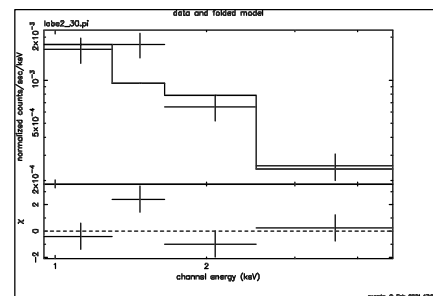 data and folded model
lobe2_30.pi
normalized counts/sec/keV
2×10⁻³
10⁻³
5×10⁻⁴
2×10⁻⁴
χ
2
0
−2
1
2
channel energy (keV)